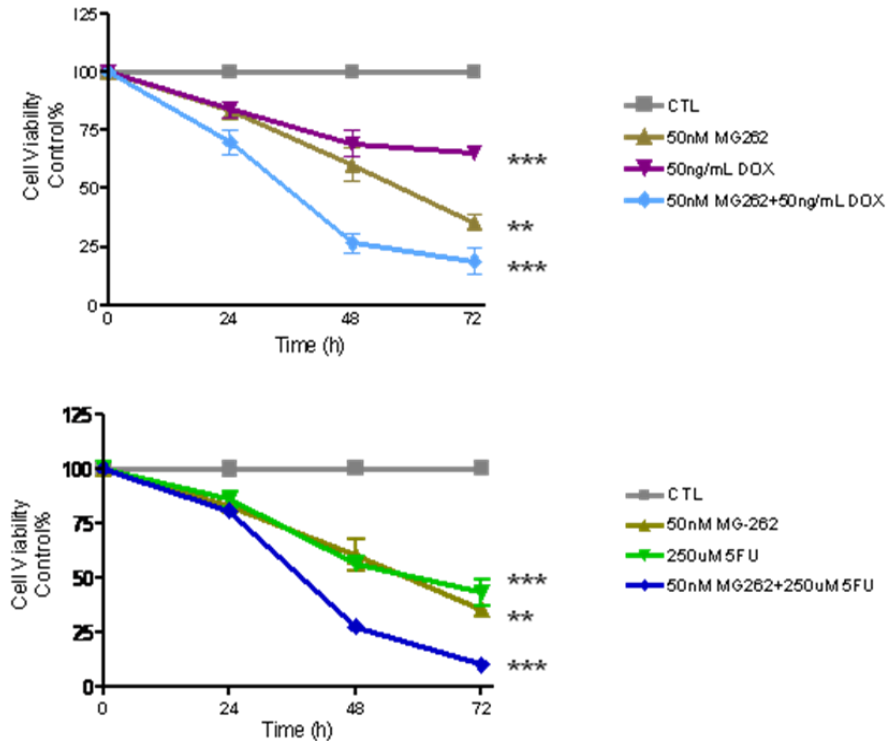 125
100
75
50
25
0
Cell Viability
Control%
0 24 48 72
Time (h)
CTL
50nM MG262
50ng/mL DOX
50nM MG262+50ng/mL DOX
***
**
***
125
100
75
50
25
0
Cell Viability
Control%
0 24 48 72
Time (h)
CTL
50nM MG-262
250uM 5FU
50nM MG262+250uM 5FU
***
**
***